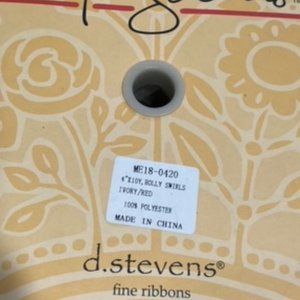 ME18-0420
4"X10Y, HOLLY SWIRLS
IVORY/RED
100% POLYESTER
MADE IN CHINA
d.stevens®
fine ribbons